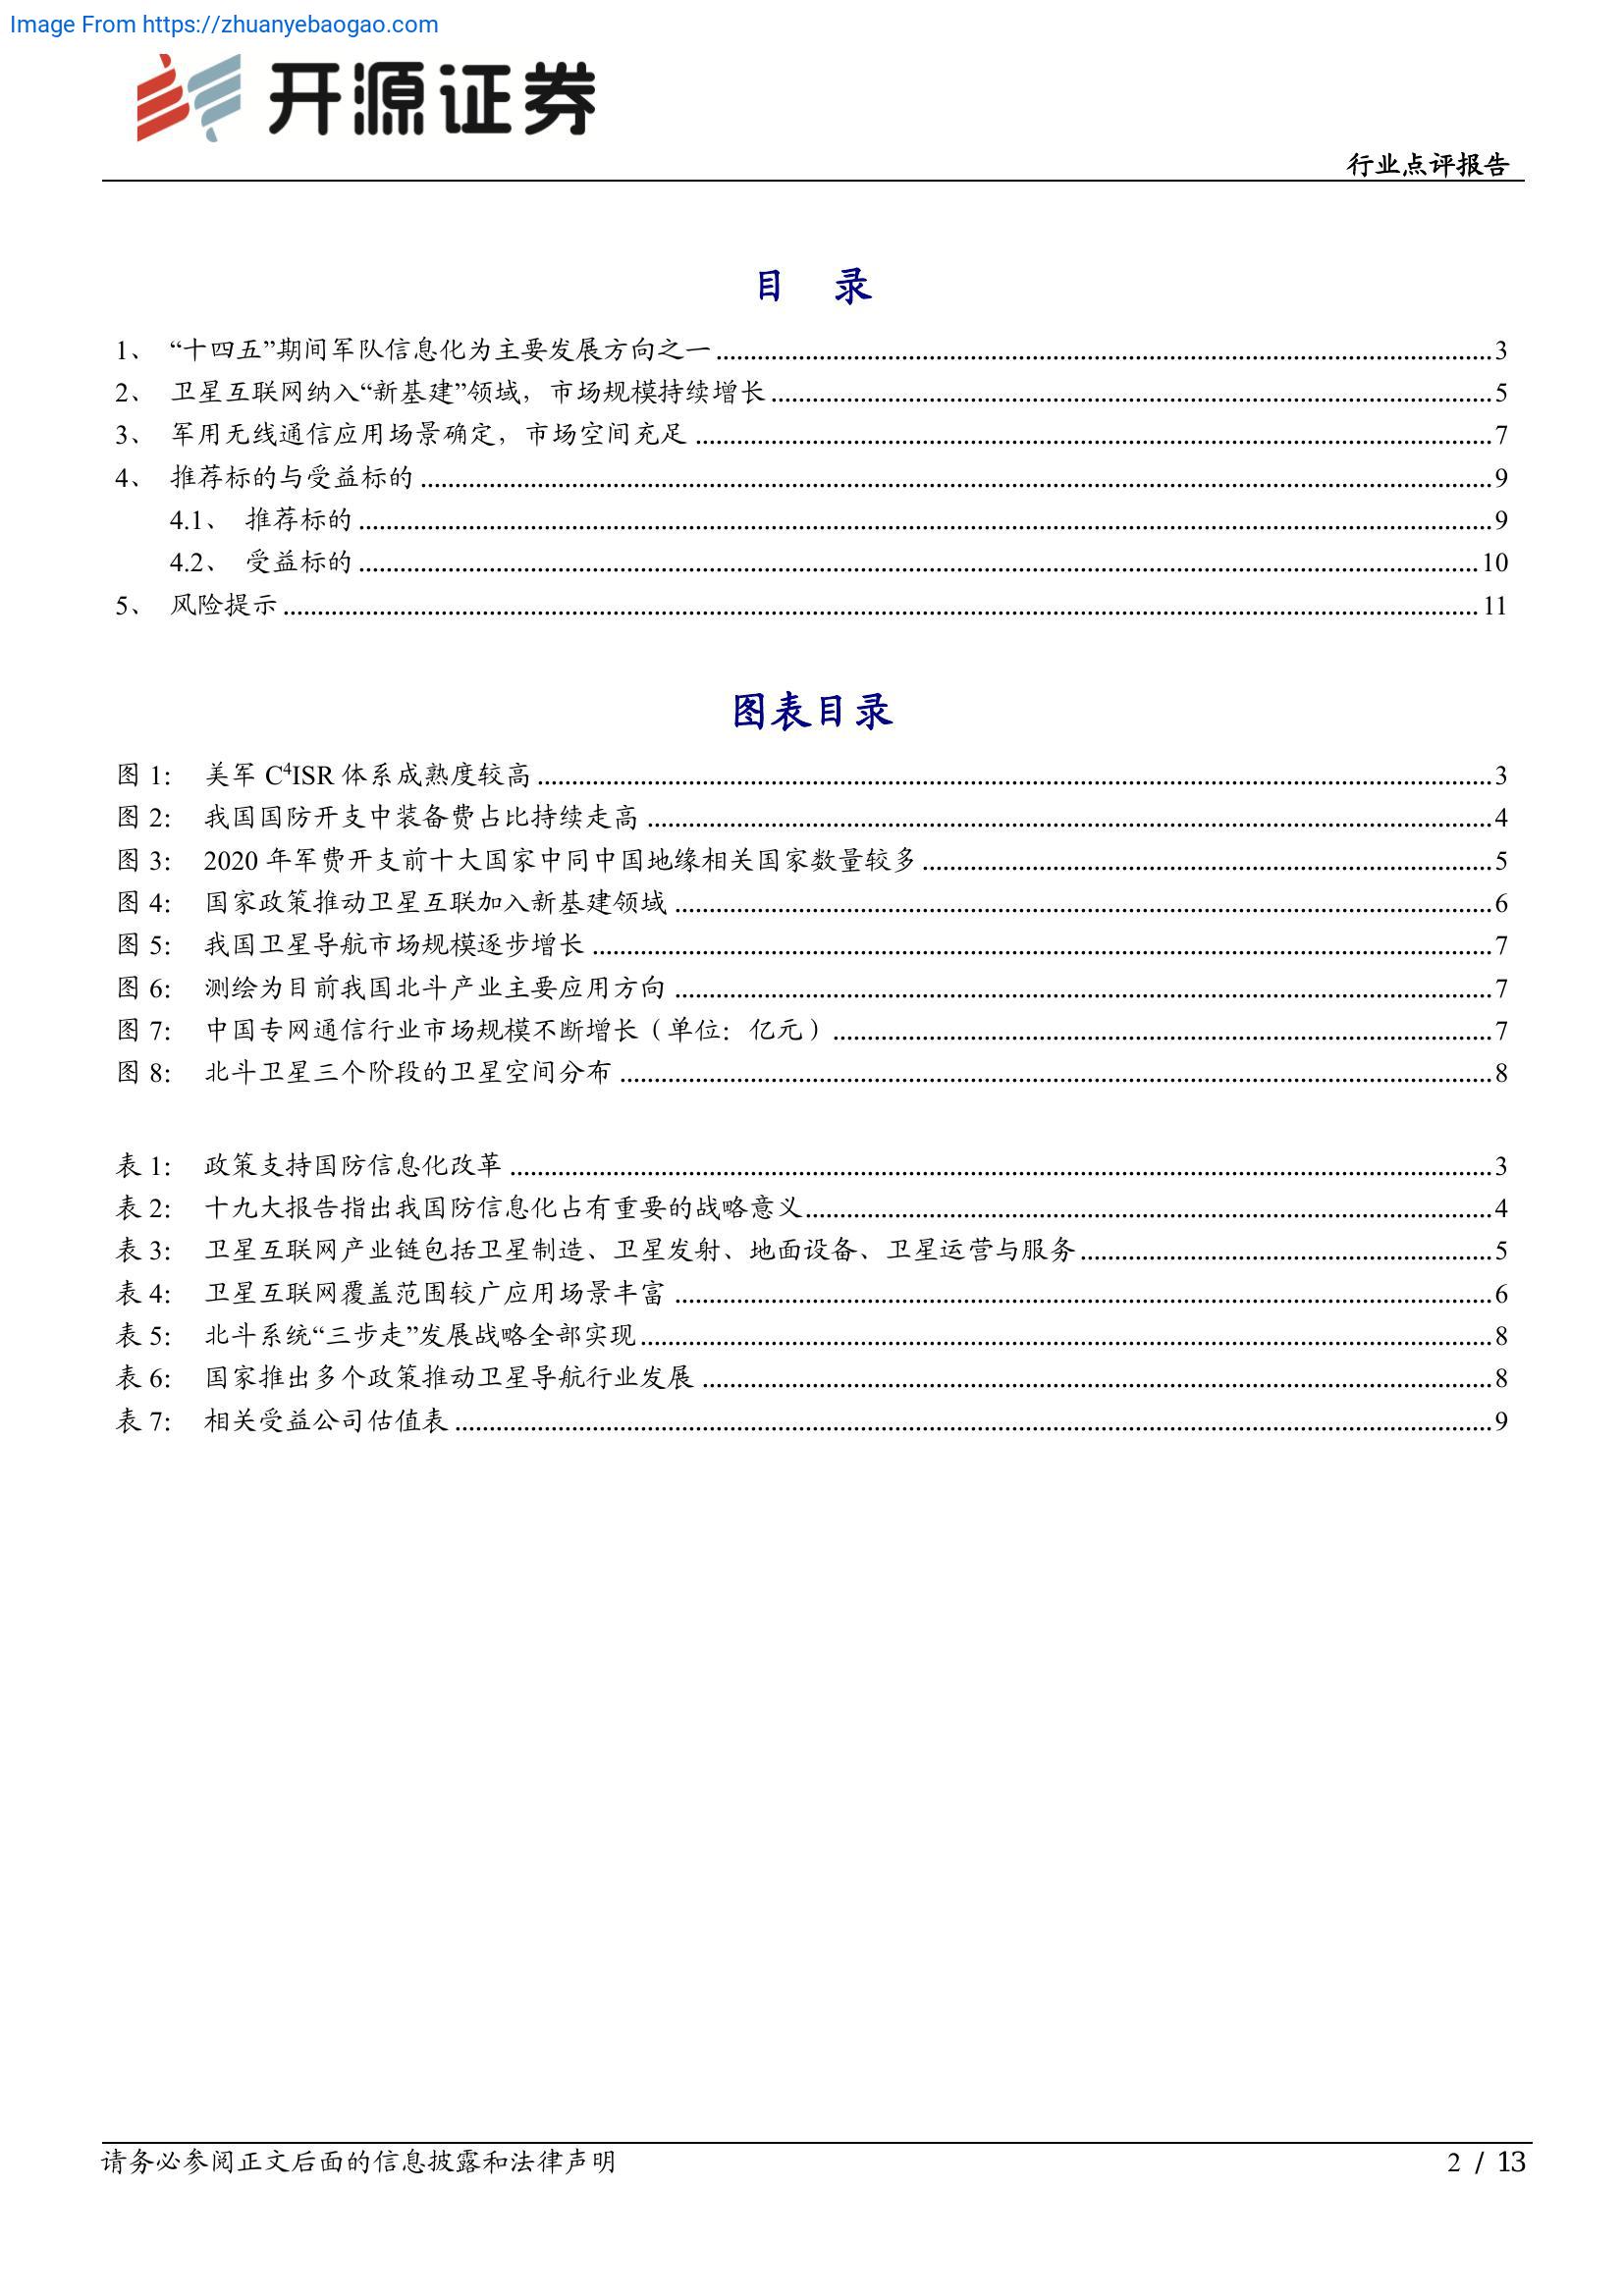 Image From https://zhuanyebaogao.com
开源证券
行业点评报告
目 录
1、 “十四五”期间军队信息化为主要发展方向之一 3
2、 卫星互联网纳入“新基建”领域，市场规模持续增长 5
3、 军用无线通信应用场景确定，市场空间充足 7
4、 推荐标的与受益标的 9
4.1、 推荐标的 9
4.2、 受益标的 10
5、 风险提示 11
图表目录
图 1： 美军 C⁴ISR 体系成熟度较高 3
图 2： 我国国防开支中装备费占比持续走高 4
图 3： 2020 年军费开支前十大国家中同中国地缘相关国家数量较多 5
图 4： 国家政策推动卫星互联加入新基建领域 6
图 5： 我国卫星导航市场规模逐步增长 7
图 6： 测绘为目前我国北斗产业主要应用方向 7
图 7： 中国专网通信行业市场规模不断增长（单位：亿元） 7
图 8： 北斗卫星三个阶段的卫星空间分布 8
表 1： 政策支持国防信息化改革 3
表 2： 十九大报告指出我国防信息化占有重要的战略意义 4
表 3： 卫星互联网产业链包括卫星制造、卫星发射、地面设备、卫星运营与服务 5
表 4： 卫星互联网覆盖范围较广应用场景丰富 6
表 5： 北斗系统“三步走”发展战略全部实现 8
表 6： 国家推出多个政策推动卫星导航行业发展 8
表 7： 相关受益公司估值表 9
请务必参阅正文后面的信息披露和法律声明 2 / 13